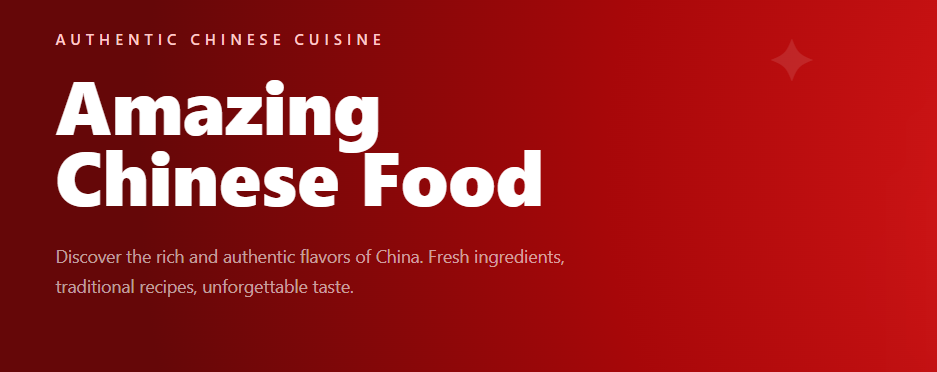 AUTHENTIC CHINESE CUISINE
Amazing
Chinese Food
Discover the rich and authentic flavors of China. Fresh ingredients,
traditional recipes, unforgettable taste.